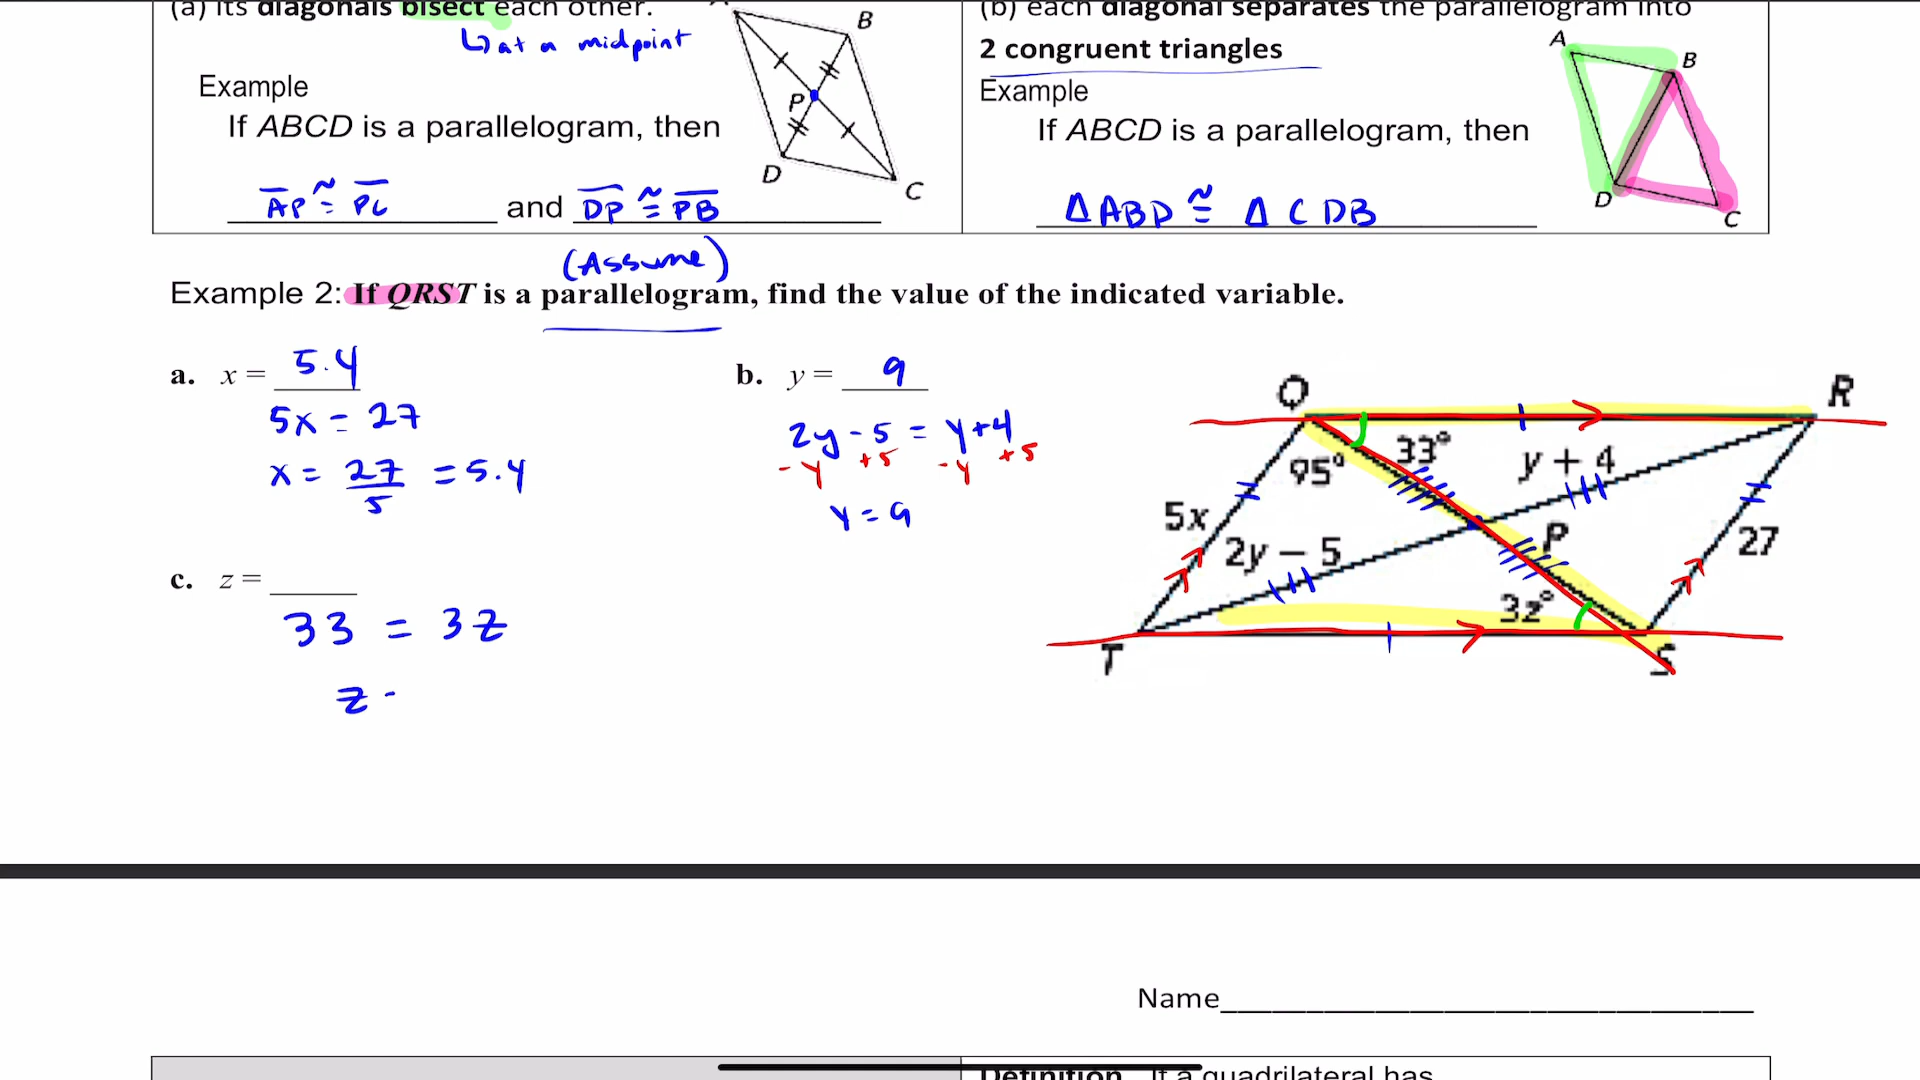 (a) its diagonals bisect each other.
↳ at a midpoint
Example
If ABCD is a parallelogram, then
AP ≅ PC and DP ≅ PB
B
P
D
C
(b) each diagonal separates the parallelogram into
2 congruent triangles
Example
If ABCD is a parallelogram, then
Δ ABD ≅ Δ CDB
A
B
D
C
(Assume)
Example 2: If QRST is a parallelogram, find the value of the indicated variable.
a. x = 5.4
5x = 27
x = 27/5 = 5.4
b. y = 9
2y - 5 = y+4
-y +5 -y +5
y = 9
c. z = ____
33 = 3z
z -
Q
R
95°
33°
y + 4
5x
2y – 5
P
27
3z°
T
S
Name______________________________
Definition If a quadrilateral has